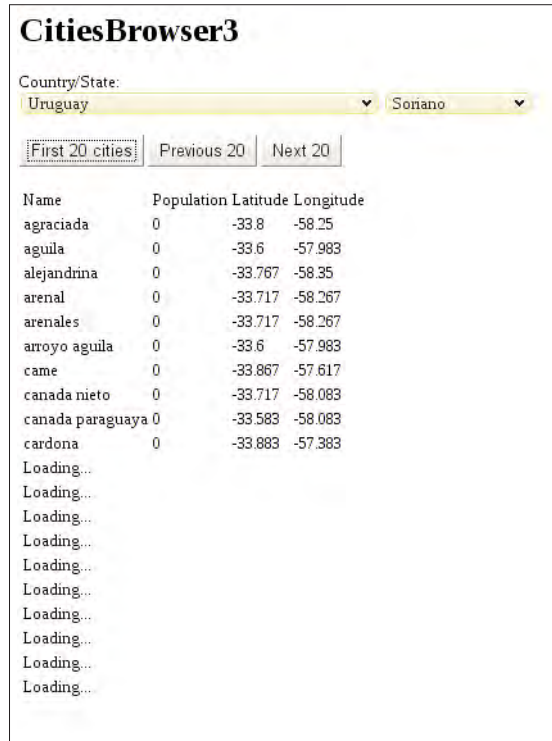 CitiesBrowser3
Country/State:
Uruguay Soriano
First 20 cities Previous 20 Next 20
Name Population Latitude Longitude
agraciada 0 -33.8 -58.25
aguila 0 -33.6 -57.983
alejandrina 0 -33.767 -58.35
arenal 0 -33.717 -58.267
arenales 0 -33.717 -58.267
arroyo aguila 0 -33.6 -57.983
came 0 -33.867 -57.617
canada nieto 0 -33.717 -58.083
canada paraguaya 0 -33.583 -58.083
cardona 0 -33.883 -57.383
Loading...
Loading...
Loading...
Loading...
Loading...
Loading...
Loading...
Loading...
Loading...
Loading...